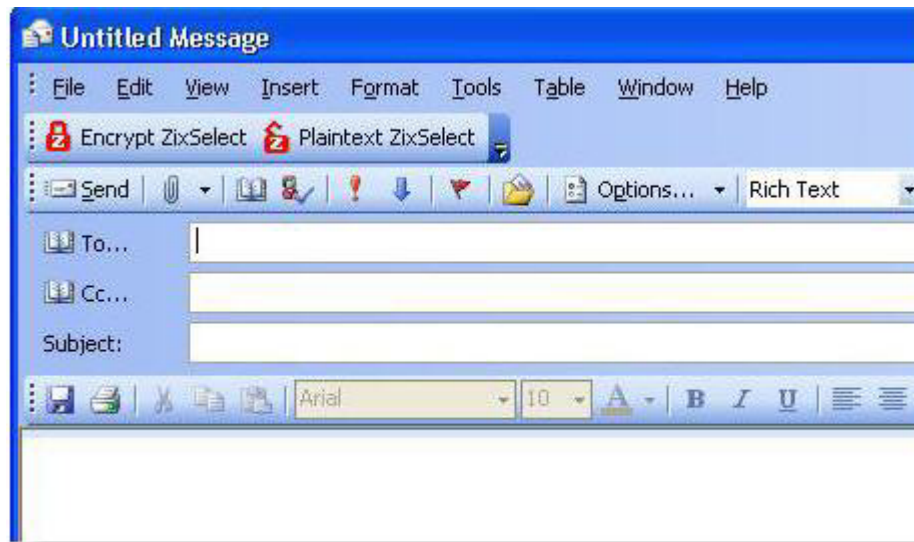 Untitled Message
File Edit View Insert Format Tools Table Window Help
Encrypt ZixSelect Plaintext ZixSelect
Send Options... Rich Text
To...
Cc...
Subject:
Arial 10 A B I U